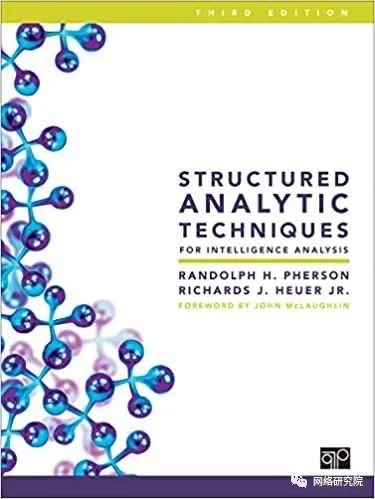 THIRD EDITION
STRUCTURED
ANALYTIC
TECHNIQUES
FOR INTELLIGENCE ANALYSIS
RANDOLPH H. PHERSON
RICHARDS J. HEUER JR.
FOREWORD BY JOHN McLAUGHLIN
网络研究院